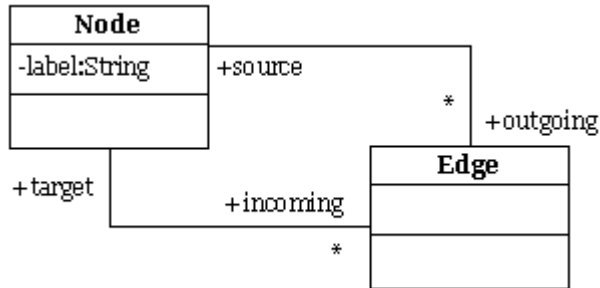 Node
-label:String
+source
*
+outgoing
Edge
+target
+incoming
*